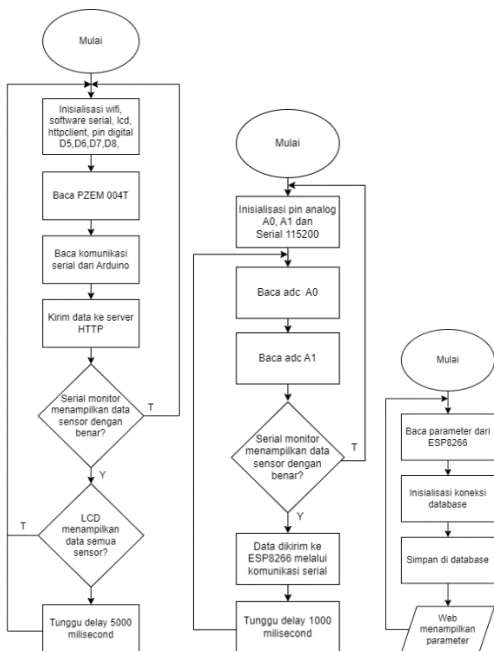 Mulai
Inisialisasi wifi,
software serial, lcd,
httpclient, pin digital
D5,D6,D7,D8,
Baca PZEM 004T
Baca komunikasi
serial dari Arduino
Kirim data ke server
HTTP
Serial monitor
menampilkan data
sensor dengan
benar?
T
Y
LCD
menampilkan
data semua
sensor?
T
Tunggu delay 5000
milisecond
Mulai
Inisialisasi pin analog
A0, A1 dan
Serial 115200
Baca adc A0
Baca adc A1
Serial monitor
menampilkan data
sensor dengan
benar?
T
Y
Data dikirim ke
ESP8266 melalui
komunikasi serial
Tunggu delay 1000
milisecond
Mulai
Baca parameter dari
ESP8266
Inisialisasi koneksi
database
Simpan di database
Web
menampilkan
parameter